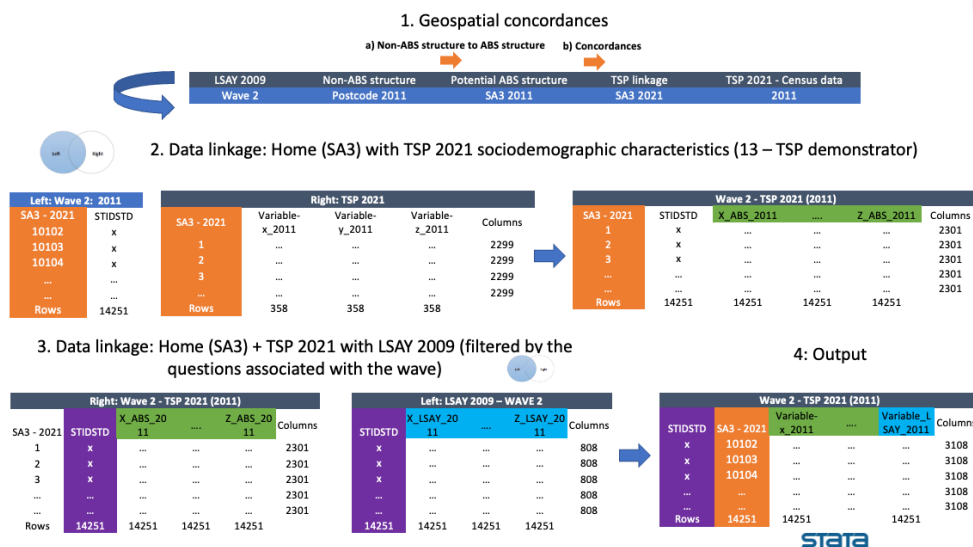 1. Geospatial concordances
a) Non-ABS structure to ABS structure b) Concordances
LSAY 2009 Non-ABS structure Potential ABS structure TSP linkage TSP 2021 - Census data
Wave 2 Postcode 2011 SA3 2011 SA3 2021 2011
Left Right
2. Data linkage: Home (SA3) with TSP 2021 sociodemographic characteristics (13 – TSP demonstrator)
Left: Wave 2: 2011
SA3 - 2021 STIDSTD
10102 x
10103 x
10104 x
... ...
... ...
Rows 14251
Right: TSP 2021
SA3 - 2021 Variable-x_2011 Variable-y_2011 Variable-z_2011 Columns
1 ... ... ... 2299
2 ... ... ... 2299
3 ... ... ... 2299
... ... ... ... 2299
Rows 358 358 358
Wave 2 - TSP 2021 (2011)
SA3 - 2021 STIDSTD X_ABS_2011 .... Z_ABS_2011 Columns
1 x ... ... ... 2301
2 x ... ... ... 2301
3 x ... ... ... 2301
... ... ... ... ... 2301
Rows 14251 14251 14251 14251
3. Data linkage: Home (SA3) + TSP 2021 with LSAY 2009 (filtered by the
questions associated with the wave)
Left Right
Right: Wave 2 - TSP 2021 (2011)
SA3 - 2021 STIDSTD X_ABS_2011 .... Z_ABS_2011 Columns
1 x ... ... ... 2301
2 x ... ... ... 2301
3 x ... ... ... 2301
... ... ... ... ... 2301
... ... ... ... ... 2301
Rows 14251 14251 14251 14251
Left: LSAY 2009 – WAVE 2
STIDSTD X_LSAY_2011 .... Z_LSAY_2011 Columns
x ... ... ... 808
x ... ... ... 808
x ... ... ... 808
... ... ... ... 808
... ... ... ... 808
14251 14251 14251 14251
4: Output
Wave 2 - TSP 2021 (2011)
STIDSTD SA3 - 2021 Variable-x_2011 .... Variable_LSAY_2011 Columns
x 10102 ... ... ... 3108
x 10103 ... ... ... 3108
x 10104 ... ... ... 3108
... ... ... ... ... 3108
... ... ... ... ... 3108
Rows 14251 14251 14251
stata